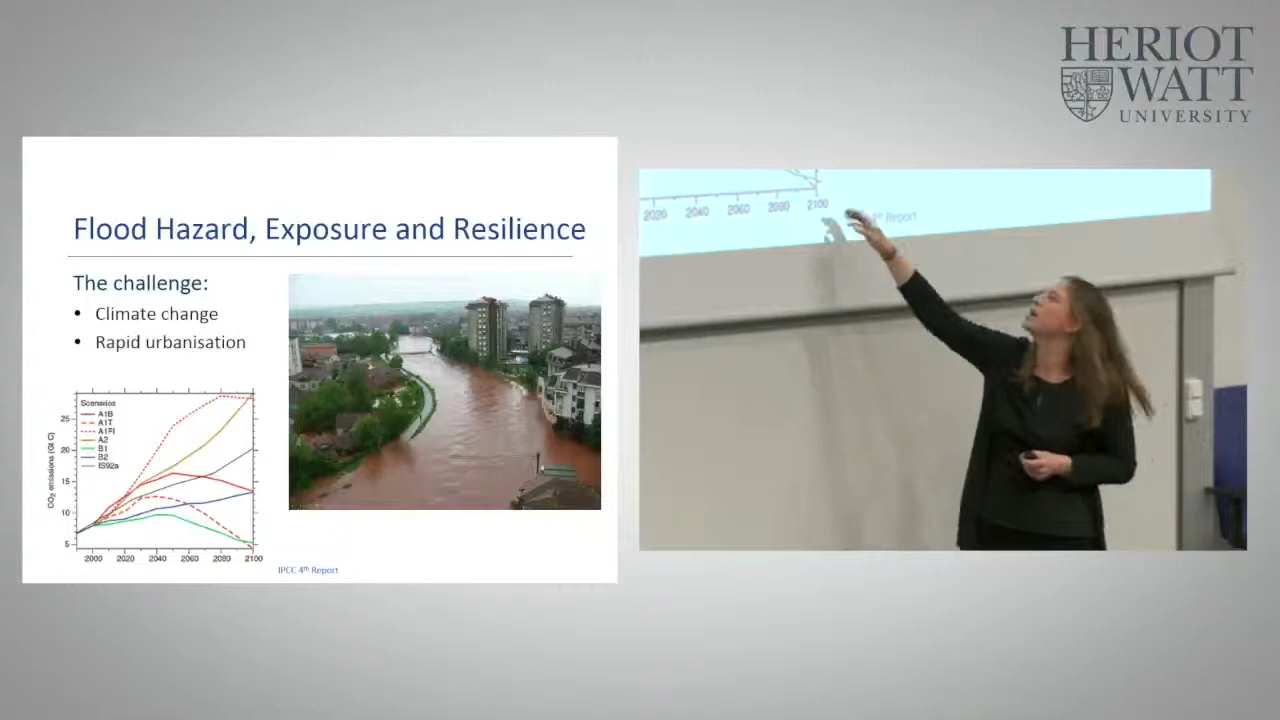 HERIOT
WATT
UNIVERSITY
Flood Hazard, Exposure and Resilience
The challenge:
• Climate change
• Rapid urbanisation
Scenarios
A1B
A1T
A1FI
A2
B1
B2
IS92a
CO2 emissions (Gt C)
25
20
15
10
5
2000 2020 2040 2060 2080 2100
IPCC 4th Report
2020 2040 2060 2080 2100
4th Report